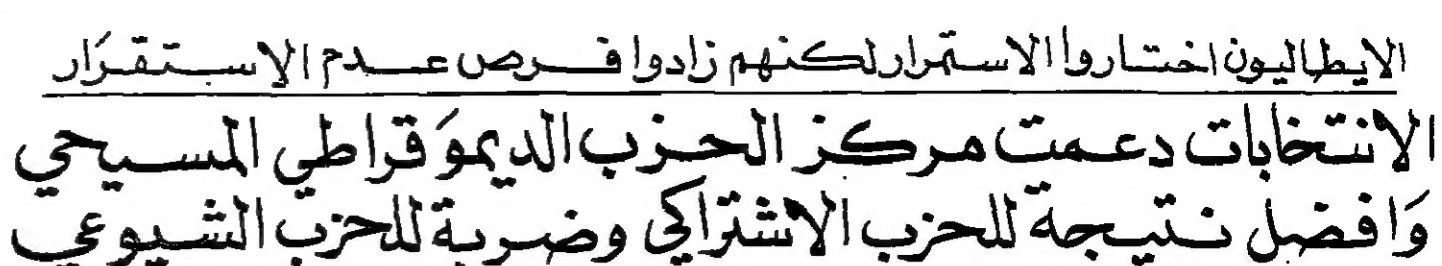 الايطاليون اختاروا الاستمرار لكنهم زادوا فرص عدم الاستقرار
الانتخابات دعمت مركز الحزب الديموقراطي المسيحي
وافضل نتيجة للحزب الاشتراكي وضربة للحزب الشيوعي